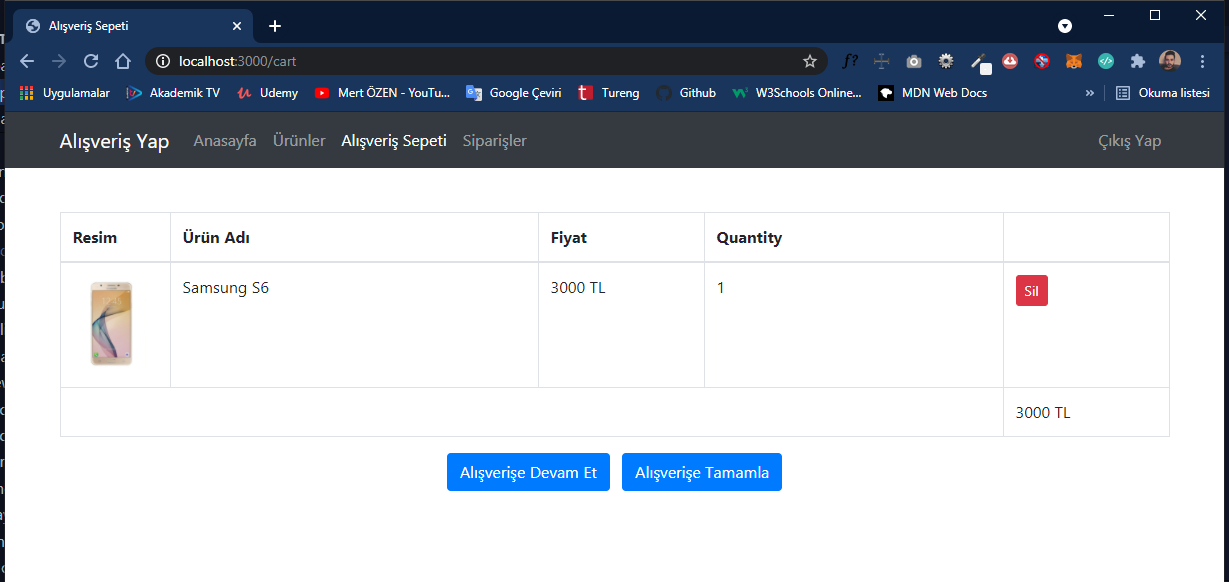 Alışveriş Sepeti
localhost:3000/cart
f?
Uygulamalar Akademik TV Udemy Mert ÖZEN - YouTu... Google Çeviri Tureng Github W3Schools Online... MDN Web Docs » Okuma listesi
Alışveriş Yap Anasayfa Ürünler Alışveriş Sepeti Siparişler Çıkış Yap
Resim Ürün Adı Fiyat Quantity
Samsung S6 3000 TL 1 Sil
3000 TL
Alışverişe Devam Et Alışverişe Tamamla